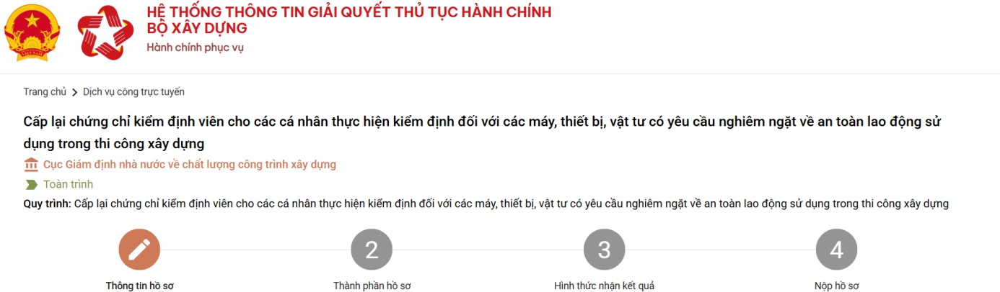 HỆ THỐNG THÔNG TIN GIẢI QUYẾT THỦ TỤC HÀNH CHÍNH
BỘ XÂY DỰNG
Hành chính phục vụ
VIỆT NAM
Trang chủ > Dịch vụ công trực tuyến
Cấp lại chứng chỉ kiểm định viên cho các cá nhân thực hiện kiểm định đối với các máy, thiết bị, vật tư có yêu cầu nghiêm ngặt về an toàn lao động sử
dụng trong thi công xây dựng
Cục Giám định nhà nước về chất lượng công trình xây dựng
Toàn trình
Quy trình: Cấp lại chứng chỉ kiểm định viên cho các cá nhân thực hiện kiểm định đối với các máy, thiết bị, vật tư có yêu cầu nghiêm ngặt về an toàn lao động sử dụng trong thi công xây dựng
2 3 4
Thông tin hồ sơ Thành phần hồ sơ Hình thức nhận kết quả Nộp hồ sơ